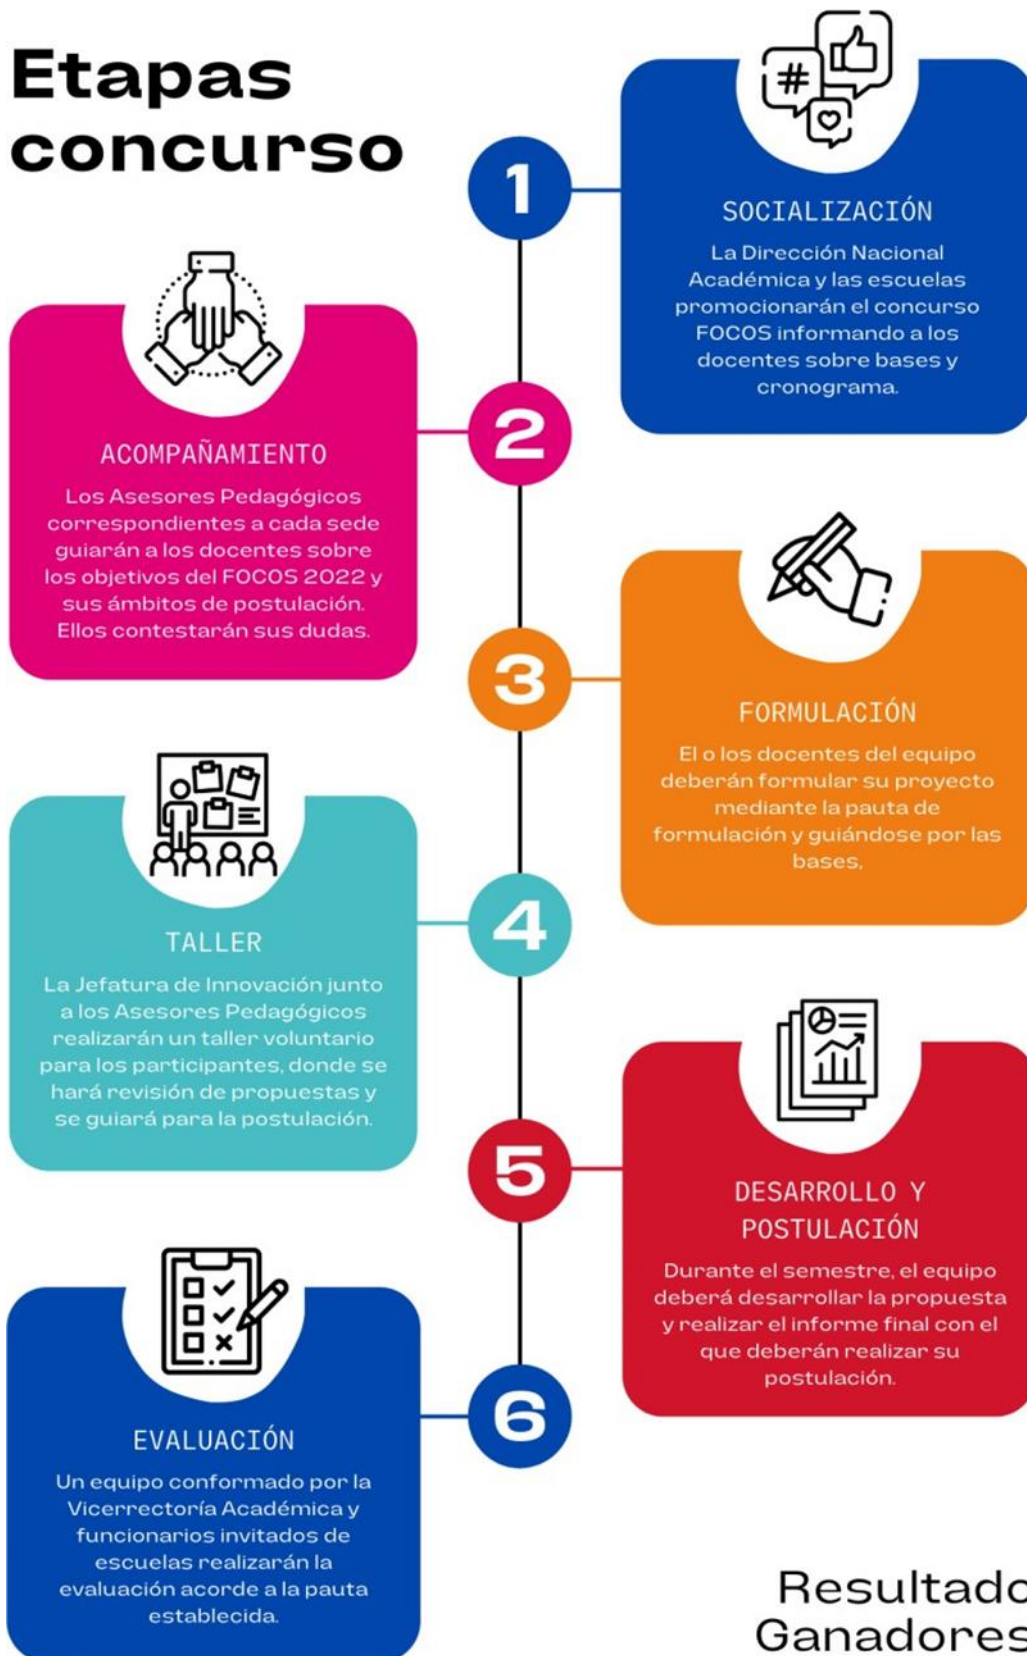 Etapas
concurso
1
SOCIALIZACIÓN
La Dirección Nacional
Académica y las escuelas
promocionarán el concurso
FOCOS informando a los
docentes sobre bases y
cronograma.
2
ACOMPAÑAMIENTO
Los Asesores Pedagógicos
correspondientes a cada sede
guiarán a los docentes sobre
los objetivos del FOCOS 2022 y
sus ámbitos de postulación.
Ellos contestarán sus dudas.
3
FORMULACIÓN
El o los docentes del equipo
deberán formular su proyecto
mediante la pauta de
formulación y guiándose por las
bases,
4
TALLER
La Jefatura de Innovación junto
a los Asesores Pedagógicos
realizarán un taller voluntario
para los participantes, donde se
hará revisión de propuestas y
se guiará para la postulación.
5
DESARROLLO Y
POSTULACIÓN
Durante el semestre, el equipo
deberá desarrollar la propuesta
y realizar el informe final con el
que deberán realizar su
postulación.
6
EVALUACIÓN
Un equipo conformado por la
Vicerrectoría Académica y
funcionarios invitados de
escuelas realizarán la
evaluación acorde a la pauta
establecida.
Resultado
Ganadores